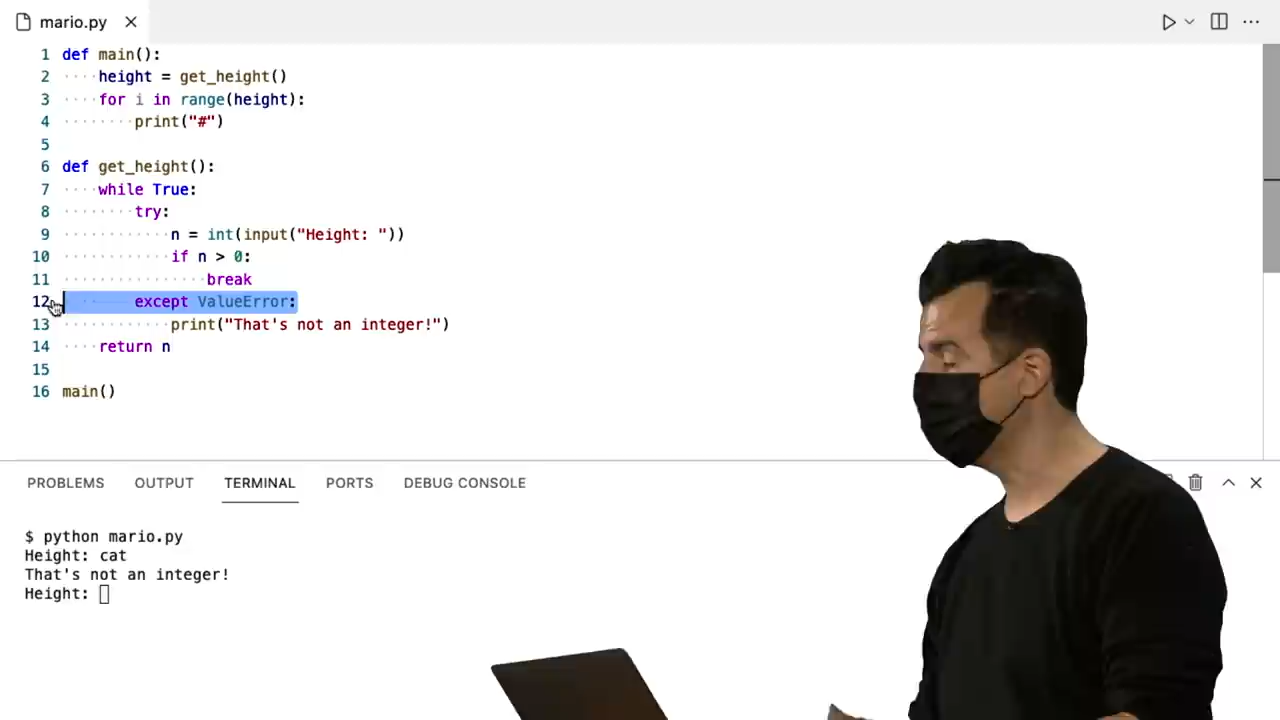 mario.py
1 def main():
2 height = get_height()
3 for i in range(height):
4 print("#")
5
6 def get_height():
7 while True:
8 try:
9 n = int(input("Height: "))
10 if n > 0:
11 break
12 except ValueError:
13 print("That's not an integer!")
14 return n
15
16 main()
PROBLEMS OUTPUT TERMINAL PORTS DEBUG CONSOLE
$ python mario.py
Height: cat
That's not an integer!
Height: